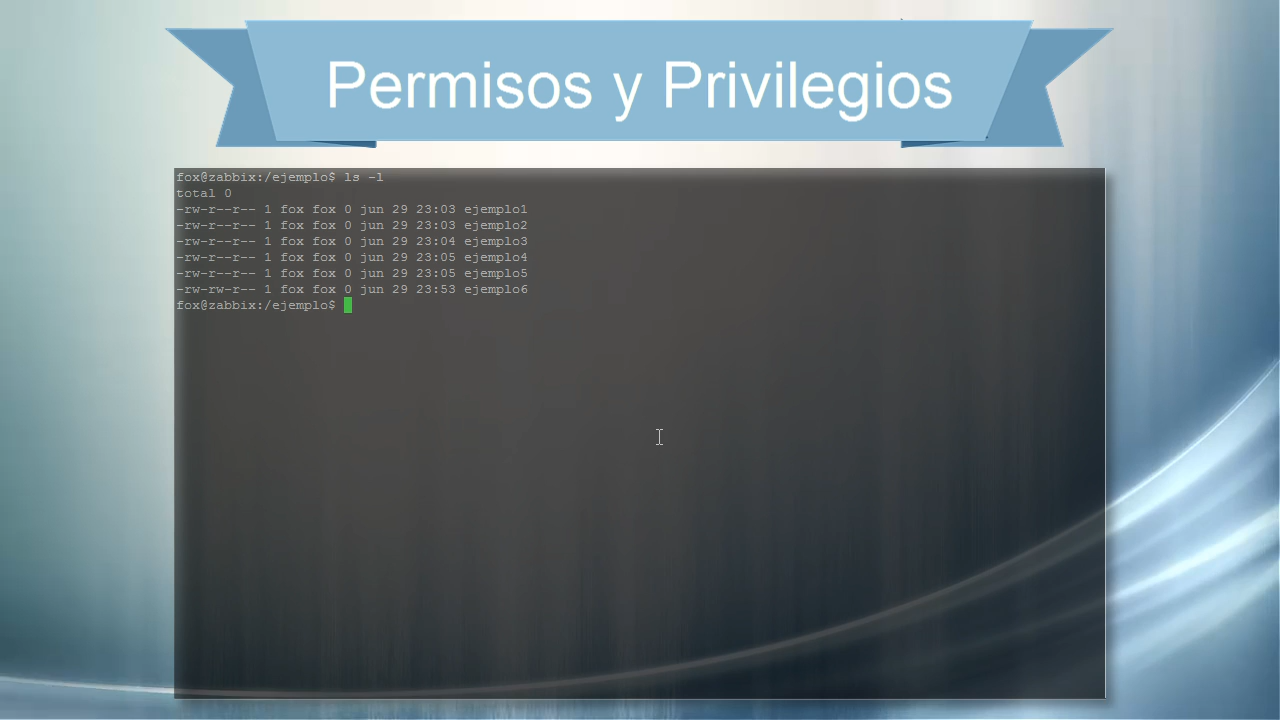 Permisos y Privilegios
fox@zabbix:/ejemplo$ ls -l
total 0
-rw-r--r-- 1 fox fox 0 jun 29 23:03 ejemplo1
-rw-r--r-- 1 fox fox 0 jun 29 23:03 ejemplo2
-rw-r--r-- 1 fox fox 0 jun 29 23:04 ejemplo3
-rw-r--r-- 1 fox fox 0 jun 29 23:05 ejemplo4
-rw-r--r-- 1 fox fox 0 jun 29 23:05 ejemplo5
-rw-rw-r-- 1 fox fox 0 jun 29 23:53 ejemplo6
fox@zabbix:/ejemplo$